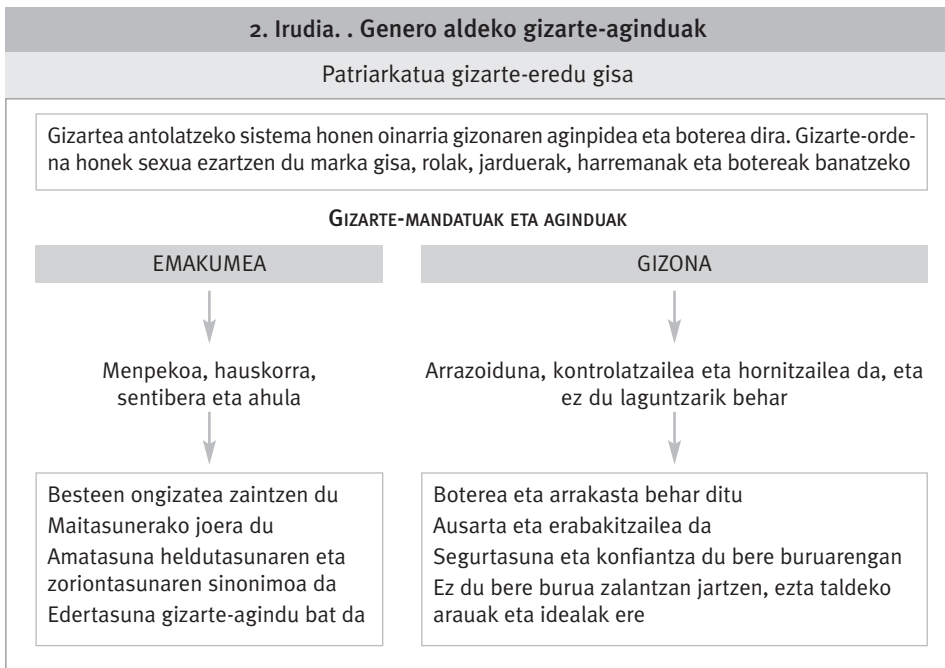 2. Irudia. . Genero aldeko gizarte-aginduak
Patriarkatua gizarte-eredu gisa
Gizartea antolatzeko sistema honen oinarria gizonaren aginpidea eta boterea dira. Gizarte-orde-
na honek sexua ezartzen du marka gisa, rolak, jarduerak, harremanak eta botereak banatzeko
GIZARTE-MANDATUAK ETA AGINDUAK
EMAKUMEA
Menpekoa, hauskorra,
sentibera eta ahula
Besteen ongizatea zaintzen du
Maitasunerako joera du
Amatasuna heldutasunaren eta
zoriontasunaren sinonimoa da
Edertasuna gizarte-agindu bat da
GIZONA
Arrazoiduna, kontrolatzailea eta hornitzailea da, eta
ez du laguntzarik behar
Boterea eta arrakasta behar ditu
Ausarta eta erabakitzailea da
Segurtasuna eta konfiantza du bere buruarengan
Ez du bere burua zalantzan jartzen, ezta taldeko
arauak eta idealak ere